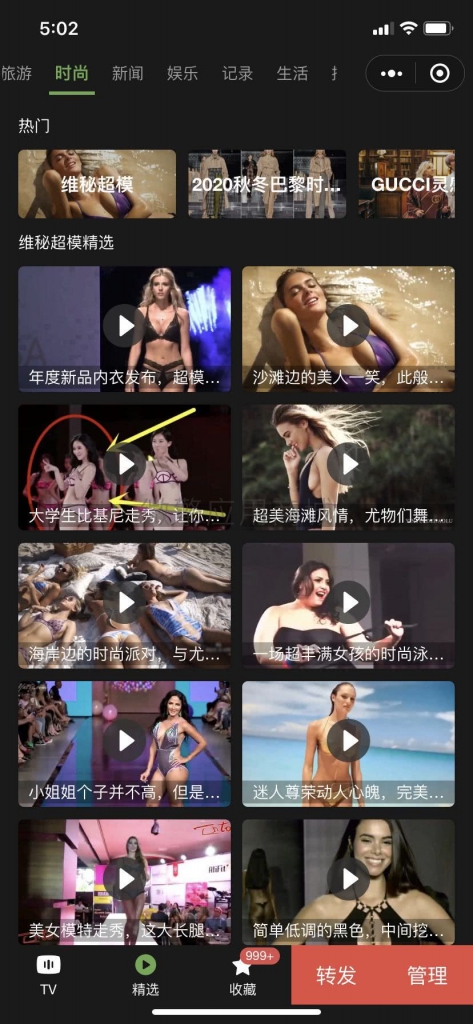 5:02
旅游 时尚 新闻 娱乐 记录 生活
热门
维秘超模 2020秋冬巴黎时... GUCCI灵
维秘超模精选
年度新品内衣发布，超模... 沙滩边的美人一笑，此般...
大学生比基尼走秀，让你... 超美海滩风情，尤物们舞...
海岸边的时尚派对，与尤... 一场超丰满女孩的时尚泳...
小姐姐个子并不高，但是... 迷人尊荣动人心魄，完美...
美女模特走秀，这大长腿... 简单低调的黑色，中间挖...
999+
TV 精选 收藏 转发 管理